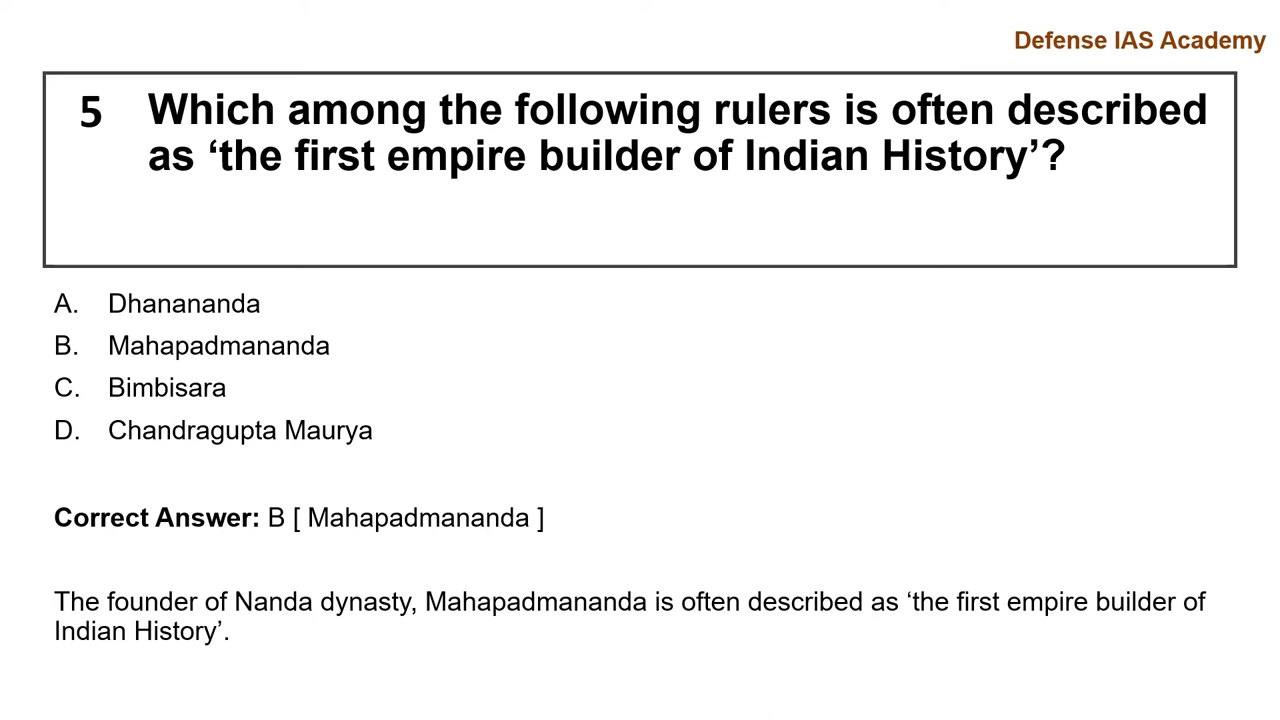 Defense IAS Academy
5 Which among the following rulers is often described
as ‘the first empire builder of Indian History’?
A. Dhanananda
B. Mahapadmananda
C. Bimbisara
D. Chandragupta Maurya
Correct Answer: B [ Mahapadmananda ]
The founder of Nanda dynasty, Mahapadmananda is often described as ‘the first empire builder of
Indian History’.